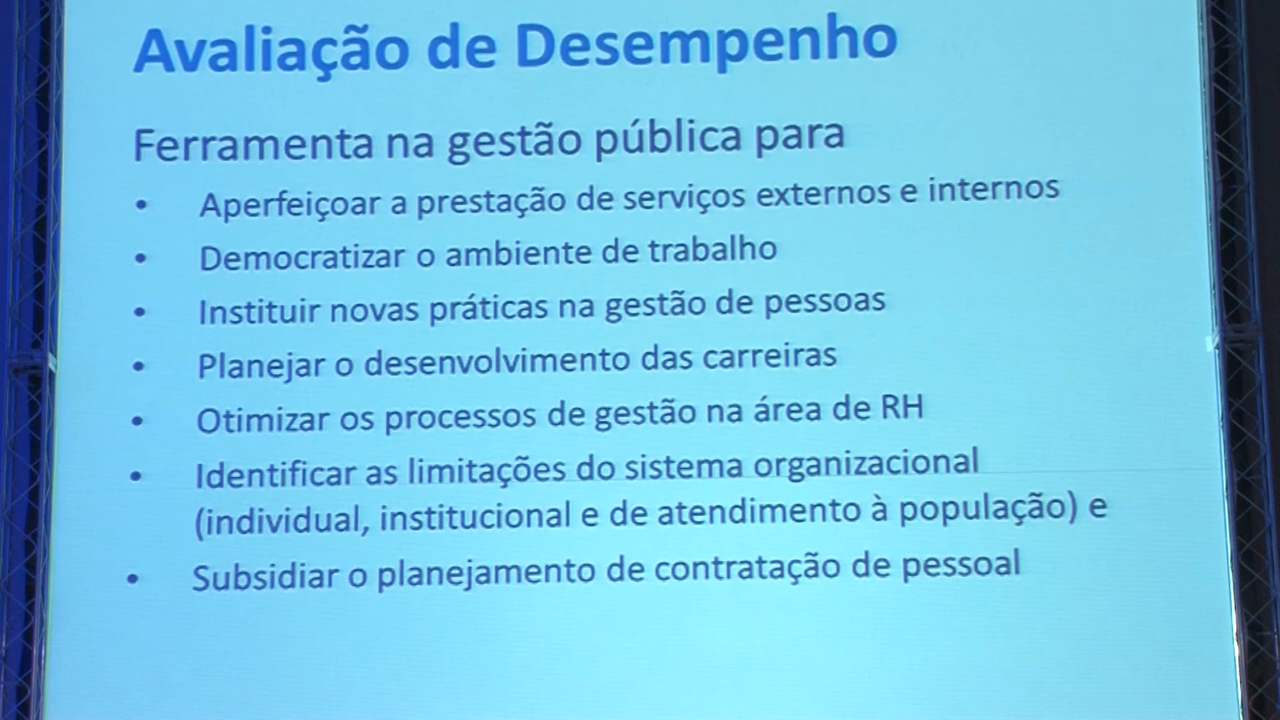 Avaliação de Desempenho
Ferramenta na gestão pública para
• Aperfeiçoar a prestação de serviços externos e internos
• Democratizar o ambiente de trabalho
• Instituir novas práticas na gestão de pessoas
• Planejar o desenvolvimento das carreiras
• Otimizar os processos de gestão na área de RH
• Identificar as limitações do sistema organizacional
(individual, institucional e de atendimento à população) e
• Subsidiar o planejamento de contratação de pessoal